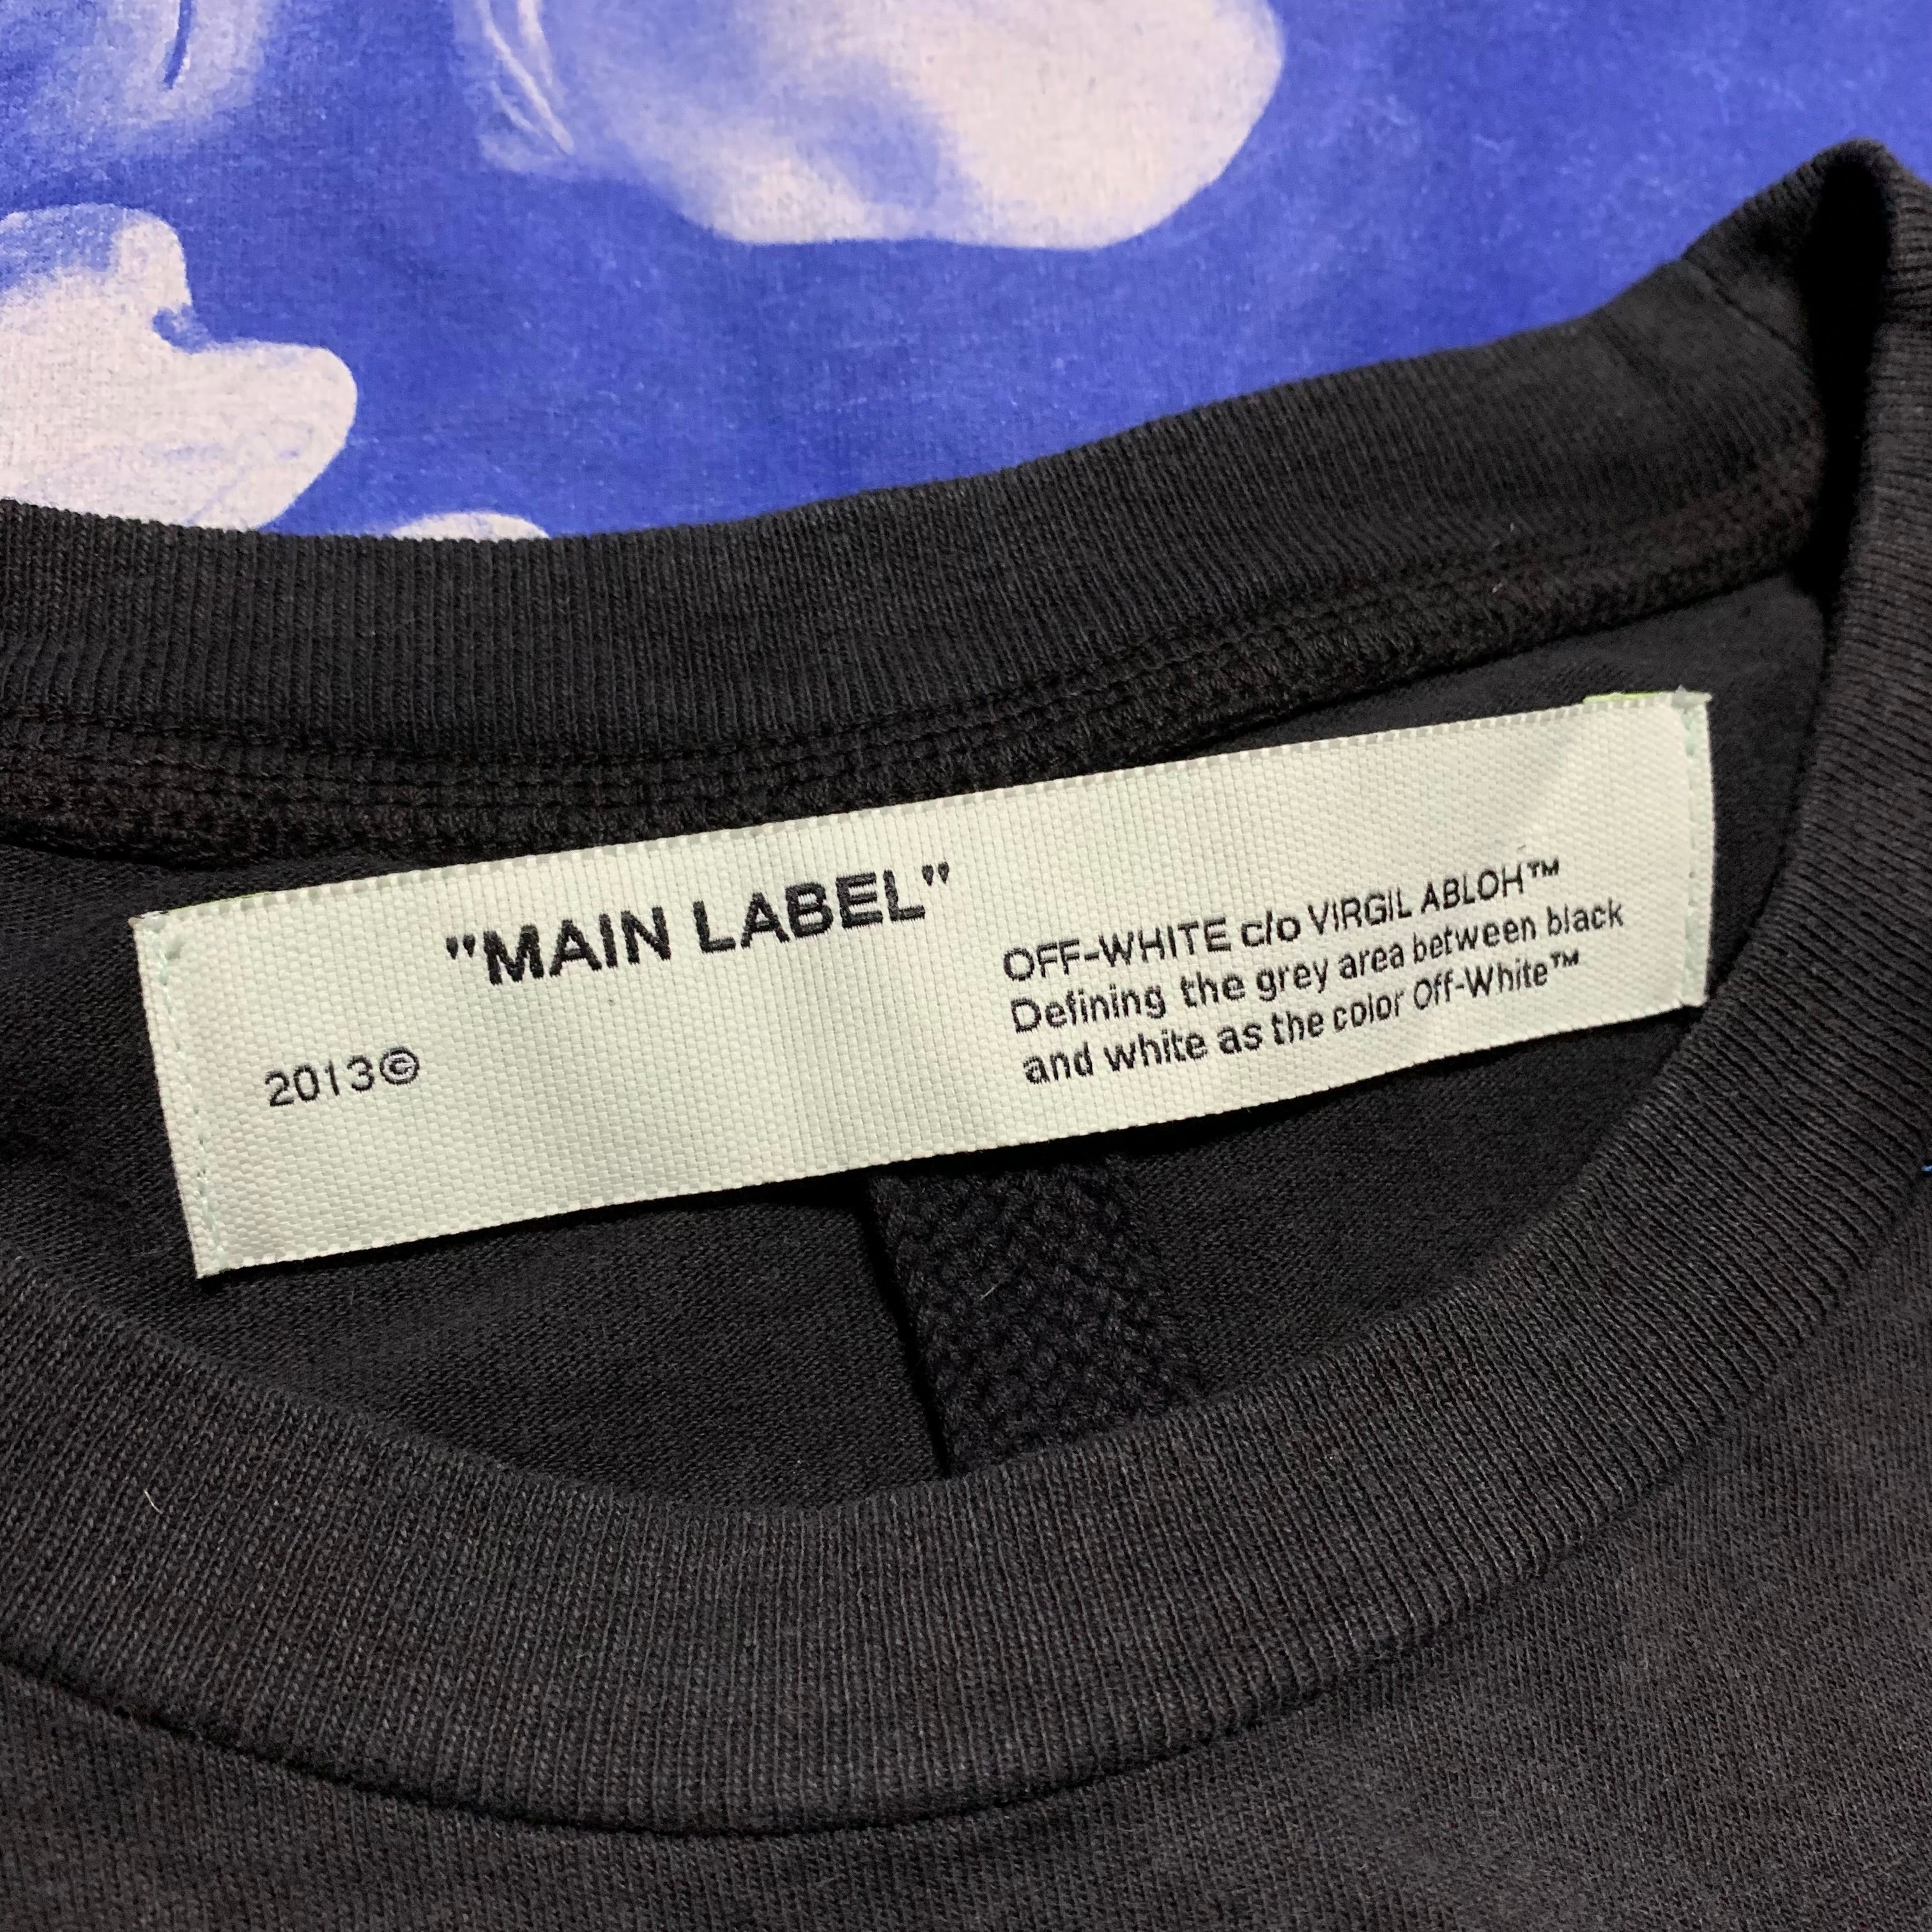 "MAIN LABEL"
2013©
OFF-WHITE c/o VIRGIL ABLOH™
Defining the grey area between black
and white as the color Off-White™